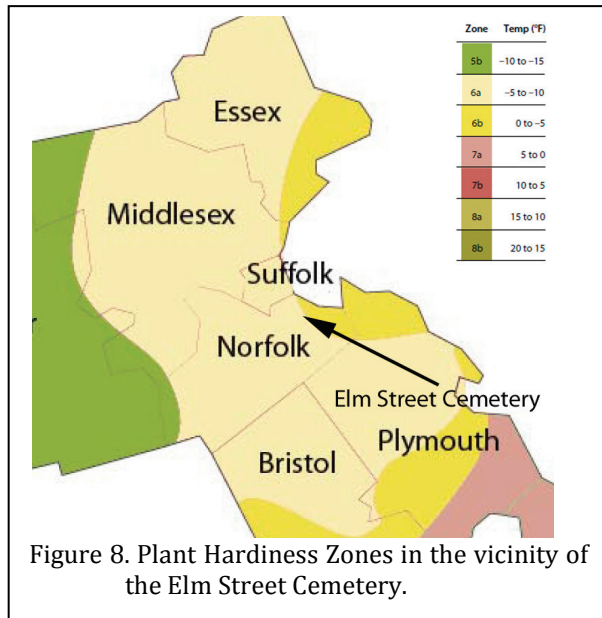 Zone Temp (°F)
5b –10 to –15
6a –5 to –10
6b 0 to –5
7a 5 to 0
7b 10 to 5
8a 15 to 10
8b 20 to 15
Essex
Middlesex
Suffolk
Norfolk
Elm Street Cemetery
Plymouth
Bristol
Figure 8. Plant Hardiness Zones in the vicinity of
the Elm Street Cemetery.